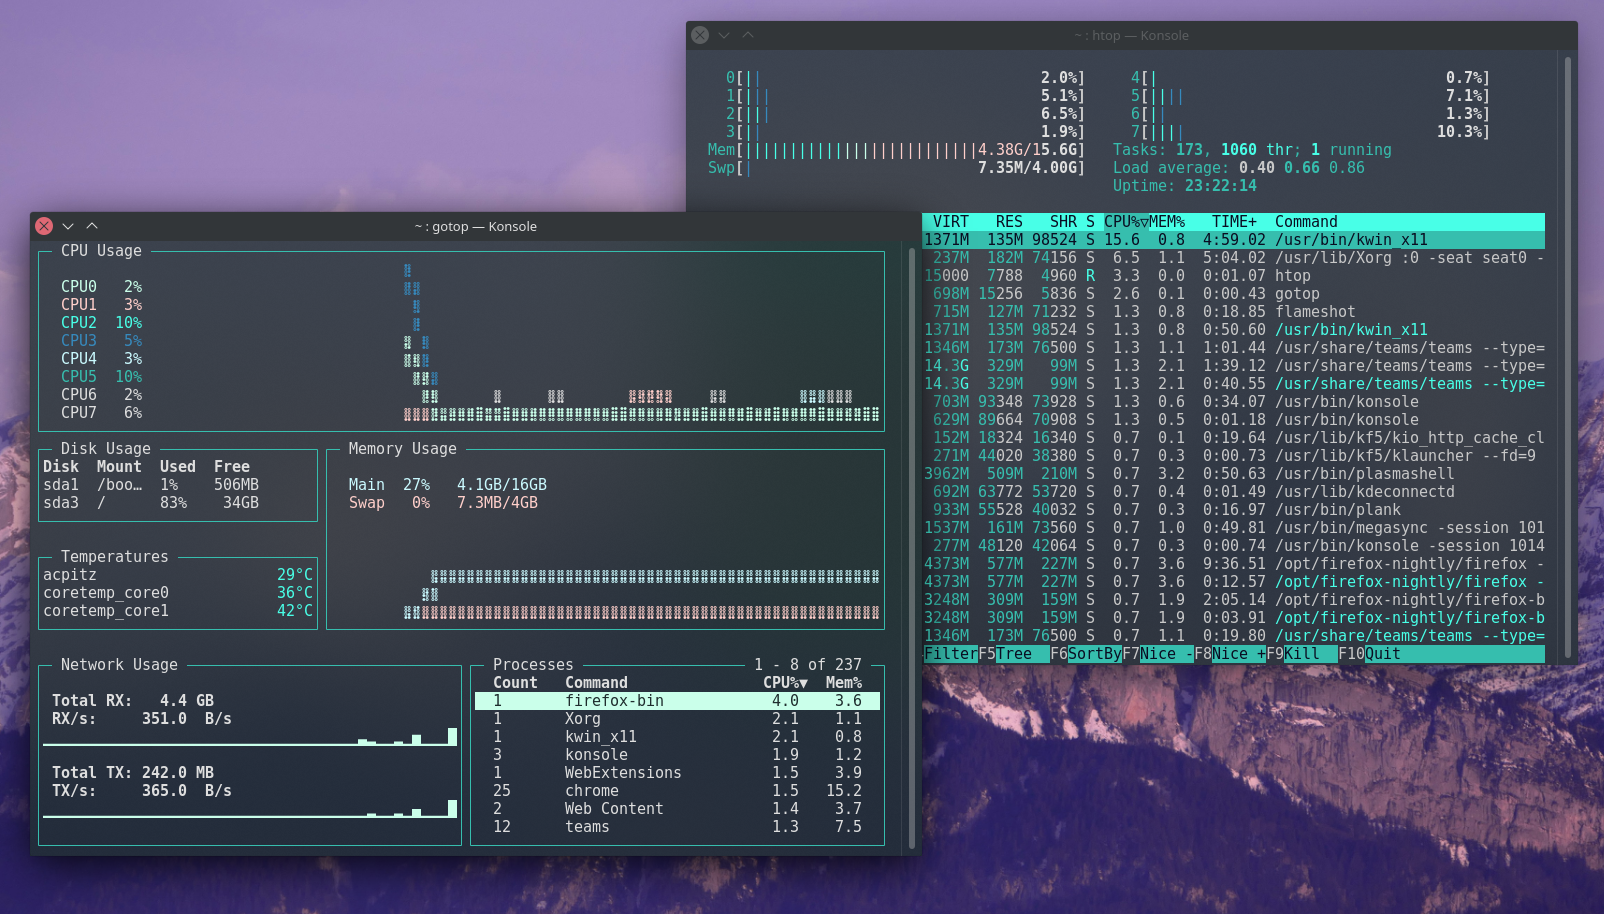 ~ : htop — Konsole
0[|| 2.0%] 4[| 0.7%]
1[||| 5.1%] 5[|||| 7.1%]
2[||| 6.5%] 6[|| 1.3%]
3[|| 1.9%] 7[|||| 10.3%]
Mem[||||||||||||||||||||||||||4.38G/15.6G] Tasks: 173, 1060 thr; 1 running
Swp[| 7.35M/4.00G] Load average: 0.40 0.66 0.86
Uptime: 23:22:14
VIRT RES SHR S CPU%▽MEM% TIME+ Command
1371M 135M 98524 S 15.6 0.8 4:59.02 /usr/bin/kwin_x11
237M 182M 74156 S 6.5 1.1 5:04.02 /usr/lib/Xorg :0 -seat seat0 -
15000 7788 4960 R 3.3 0.0 0:01.07 htop
698M 15256 5836 S 2.6 0.1 0:00.43 gotop
715M 127M 71232 S 1.3 0.8 0:18.85 flameshot
1371M 135M 98524 S 1.3 0.8 0:50.60 /usr/bin/kwin_x11
1346M 173M 76500 S 1.3 1.1 1:01.44 /usr/share/teams/teams --type=
14.3G 329M 99M S 1.3 2.1 1:39.12 /usr/share/teams/teams --type=
14.3G 329M 99M S 1.3 2.1 0:40.55 /usr/share/teams/teams --type=
703M 93348 73928 S 1.3 0.6 0:34.07 /usr/bin/konsole
629M 89664 70908 S 1.3 0.5 0:01.18 /usr/bin/konsole
152M 18324 16340 S 0.7 0.1 0:19.64 /usr/lib/kf5/kio_http_cache_cl
271M 44020 38380 S 0.7 0.3 0:00.73 /usr/lib/kf5/klauncher --fd=9
3962M 509M 210M S 0.7 3.2 0:50.63 /usr/bin/plasmashell
692M 63772 53720 S 0.7 0.4 0:01.49 /usr/lib/kdeconnectd
933M 55528 40032 S 0.7 0.3 0:16.97 /usr/bin/plank
1537M 161M 73560 S 0.7 1.0 0:49.81 /usr/bin/megasync -session 101
277M 48120 42064 S 0.7 0.3 0:00.74 /usr/bin/konsole -session 1014
4373M 577M 227M S 0.7 3.6 9:36.51 /opt/firefox-nightly/firefox -
4373M 577M 227M S 0.7 3.6 0:12.57 /opt/firefox-nightly/firefox -
3248M 309M 159M S 0.7 1.9 2:05.14 /opt/firefox-nightly/firefox-b
3248M 309M 159M S 0.7 1.9 0:03.91 /opt/firefox-nightly/firefox-b
1346M 173M 76500 S 0.7 1.1 0:19.80 /usr/share/teams/teams --type=
FilterF5Tree F6SortByF7Nice -F8Nice +F9Kill F10Quit
~ : gotop — Konsole
CPU Usage
CPU0 2%
CPU1 3%
CPU2 10%
CPU3 5%
CPU4 3%
CPU5 10%
CPU6 2%
CPU7 6%
Disk Usage
Disk Mount Used Free
sda1 /boo… 1% 506MB
sda3 / 83% 34GB
Memory Usage
Main 27% 4.1GB/16GB
Swap 0% 7.3MB/4GB
Temperatures
acpitz 29°C
coretemp_core0 36°C
coretemp_core1 42°C
Network Usage
Total RX: 4.4 GB
RX/s: 351.0 B/s
Total TX: 242.0 MB
TX/s: 365.0 B/s
Processes 1 - 8 of 237
Count Command CPU%▼ Mem%
1 firefox-bin 4.0 3.6
1 Xorg 2.1 1.1
1 kwin_x11 2.1 0.8
3 konsole 1.9 1.2
1 WebExtensions 1.5 3.9
25 chrome 1.5 15.2
2 Web Content 1.4 3.7
12 teams 1.3 7.5